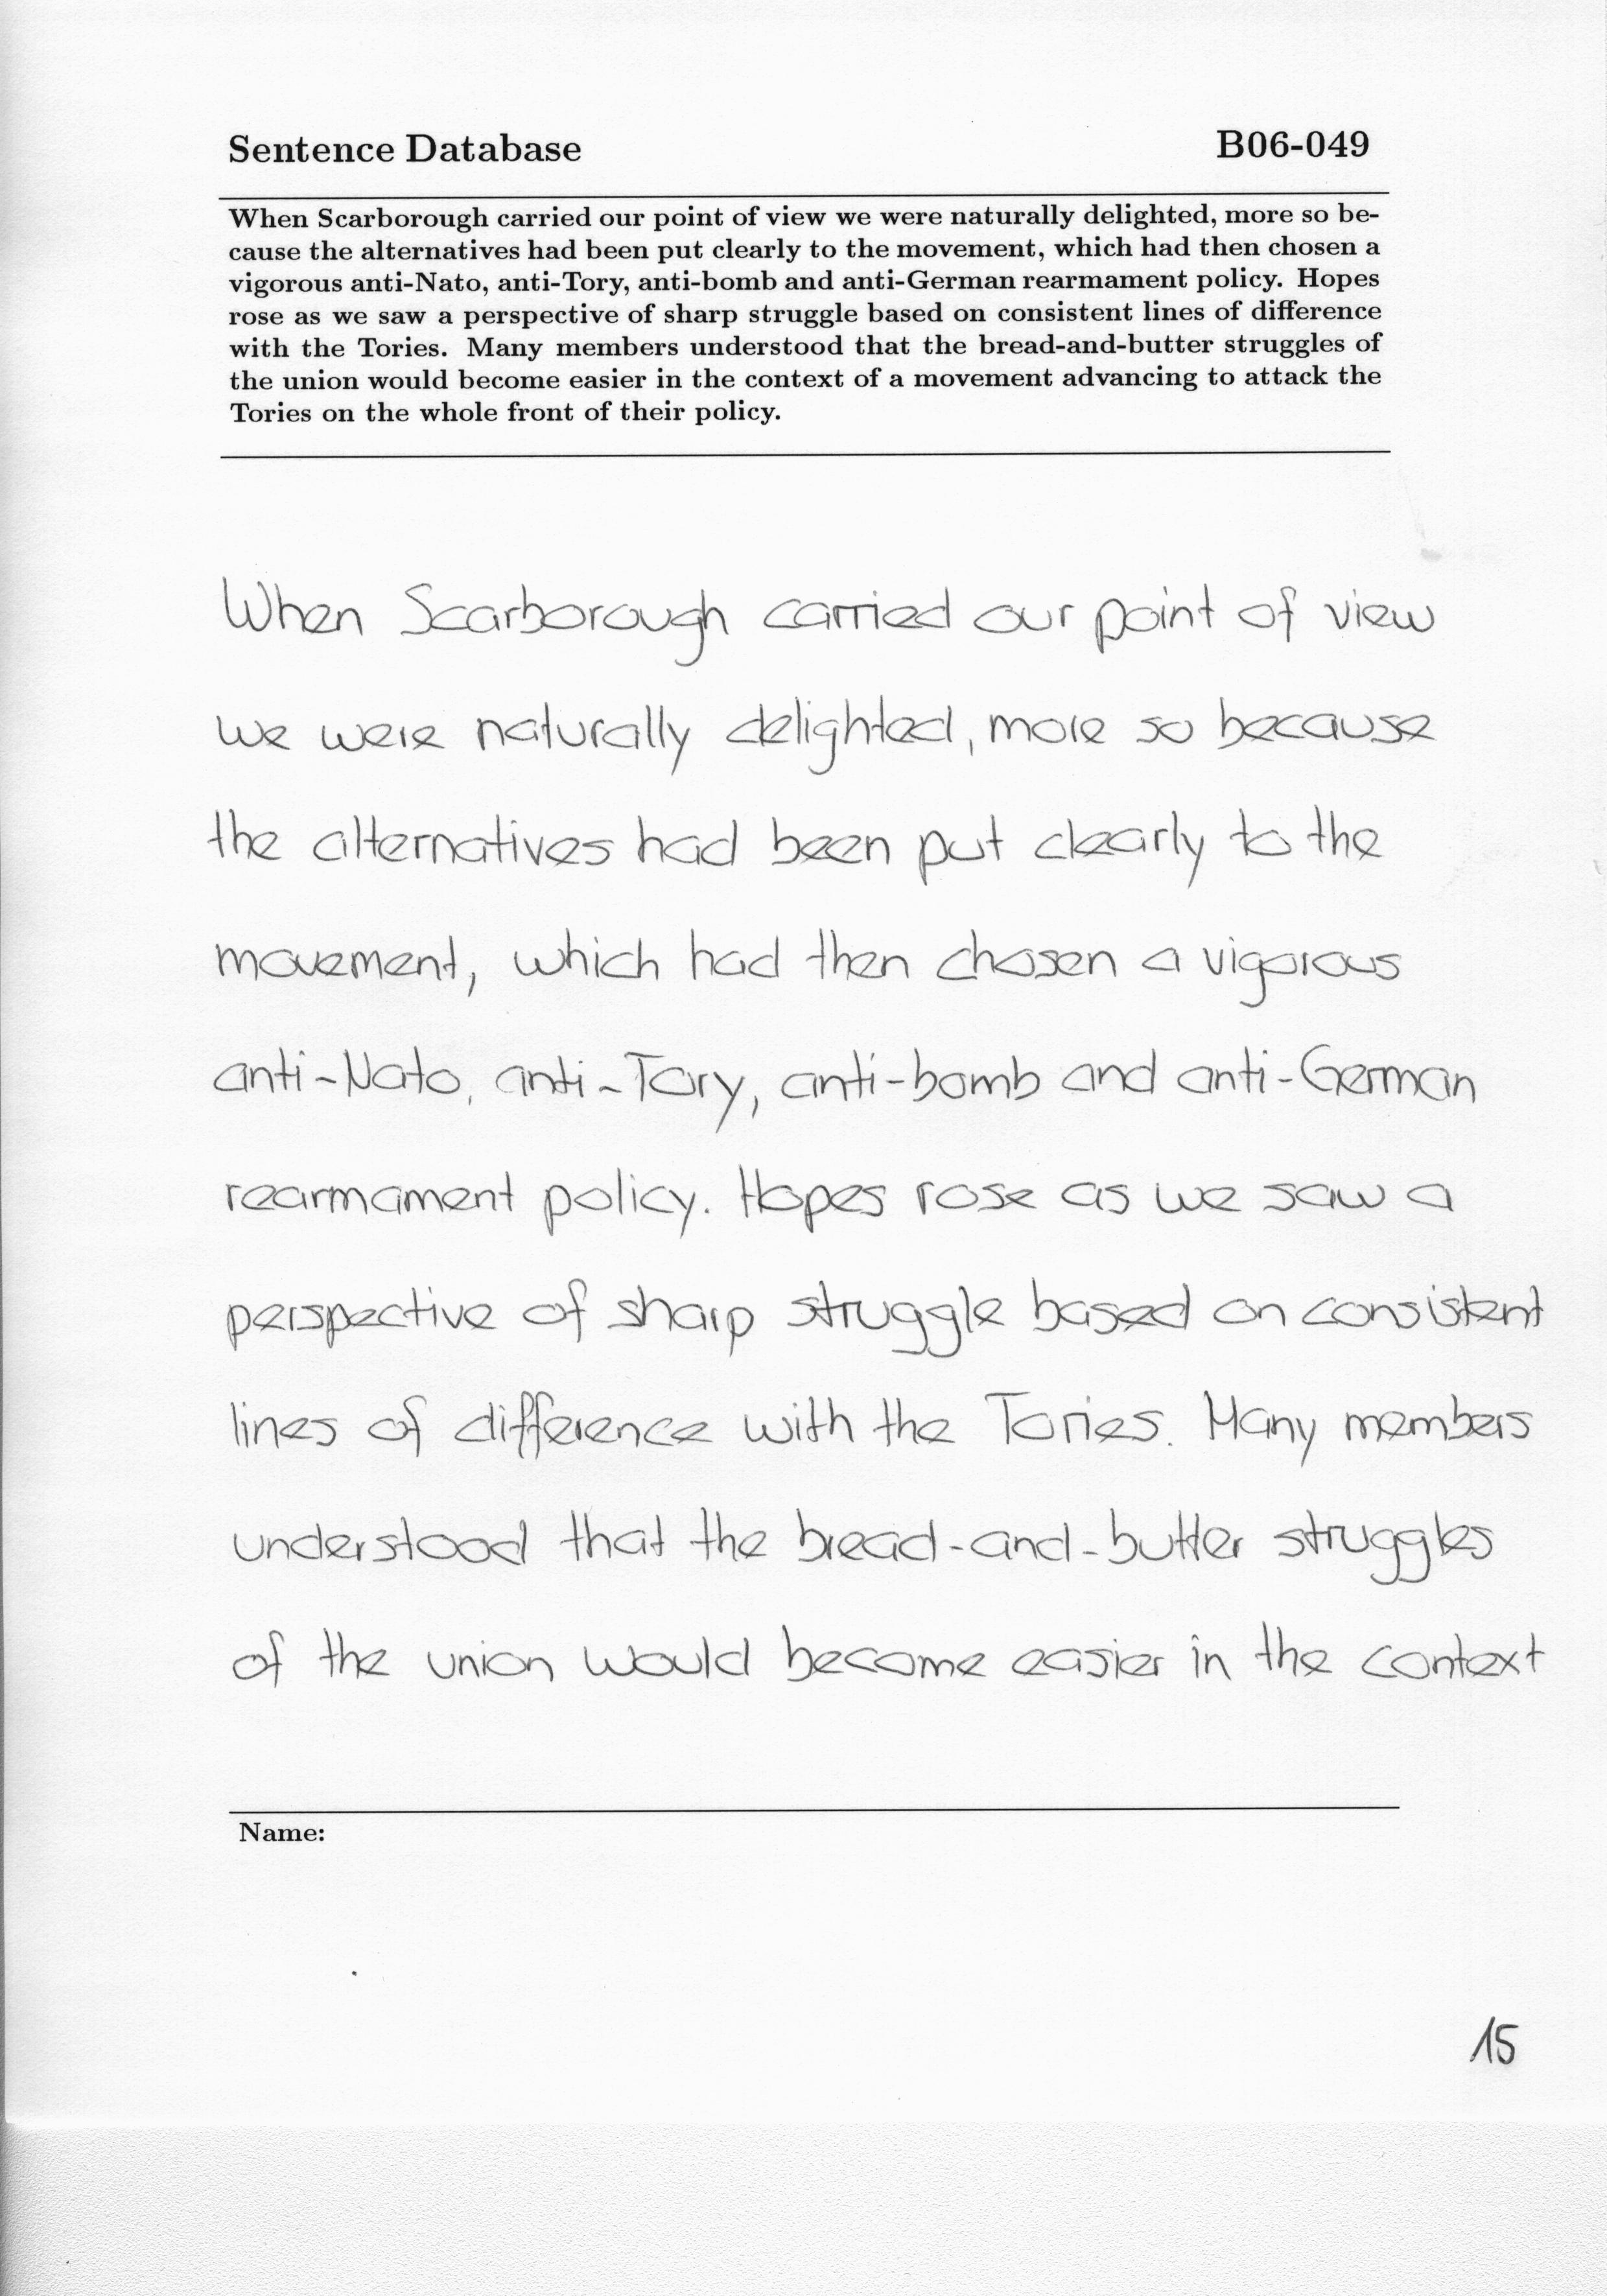 Sentence Database B06-049
When Scarborough carried our point of view we were naturally delighted, more so be-
cause the alternatives had been put clearly to the movement, which had then chosen a
vigorous anti-Nato, anti-Tory, anti-bomb and anti-German rearmament policy. Hopes
rose as we saw a perspective of sharp struggle based on consistent lines of difference
with the Tories. Many members understood that the bread-and-butter struggles of
the union would become easier in the context of a movement advancing to attack the
Tories on the whole front of their policy.
When Scarborough carried our point of view
we were naturally delighted, more so because
the alternatives had been put clearly to the
movement, which had then chosen a vigorous
anti-Nato, anti-Tory, anti-bomb and anti-German
rearmament policy. Hopes rose as we saw a
perspective of sharp struggle based on consistent
lines of difference with the Tories. Many members
understood that the bread-and-butter struggles
of the union would become easier in the context
Name:
15